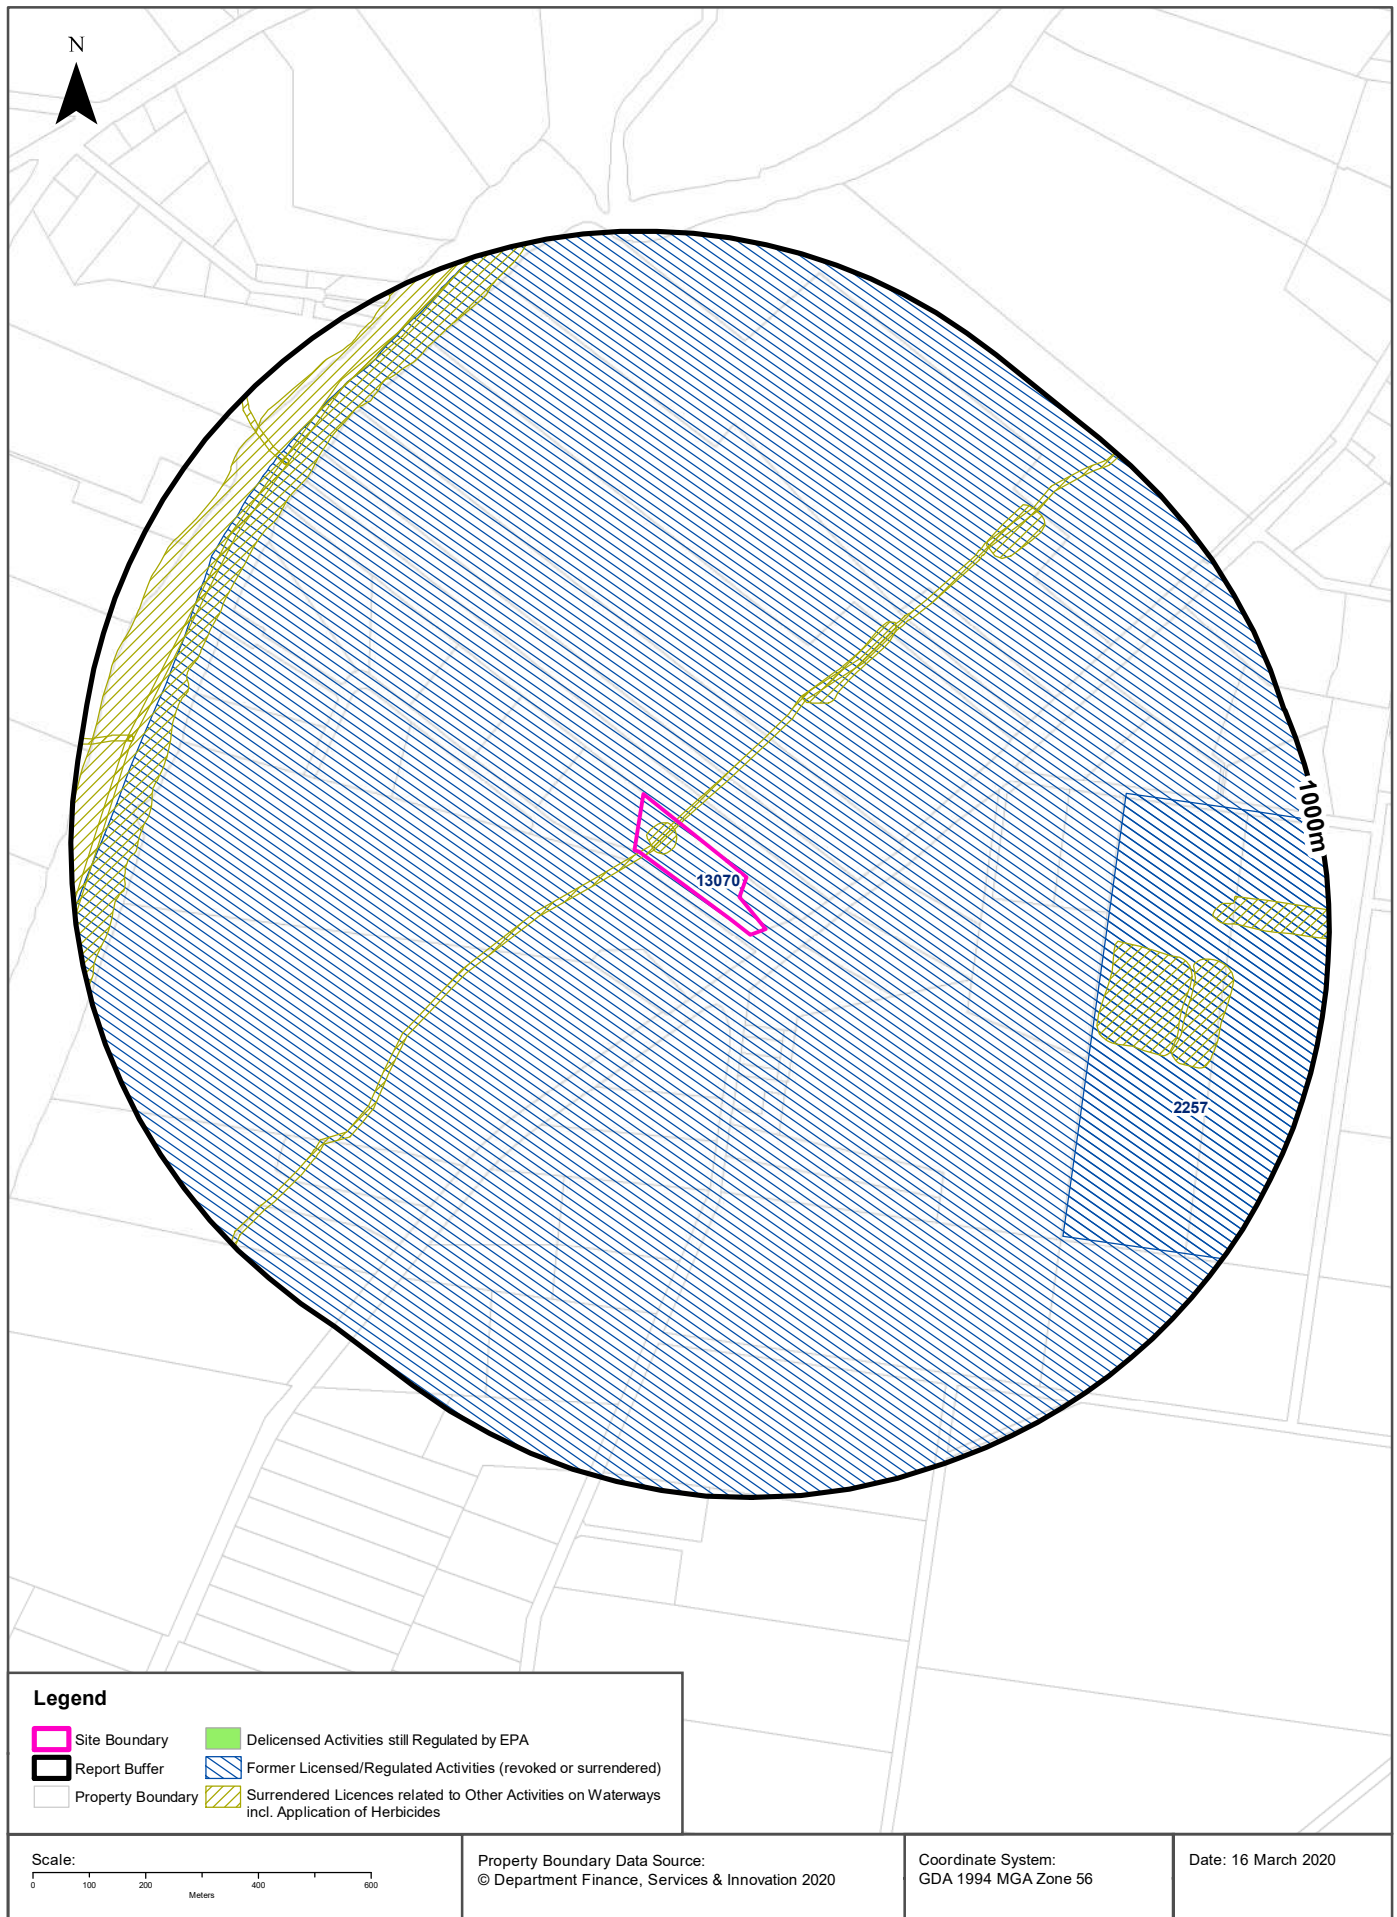 N
1000m
13070
2257
Legend
Site Boundary
Report Buffer
Property Boundary
Delicensed Activities still Regulated by EPA
Former Licensed/Regulated Activities (revoked or surrendered)
Surrendered Licences related to Other Activities on Waterways
incl. Application of Herbicides
Scale:
0 100 200 400 600
Meters
Property Boundary Data Source:
© Department Finance, Services & Innovation 2020
Coordinate System:
GDA 1994 MGA Zone 56
Date: 16 March 2020